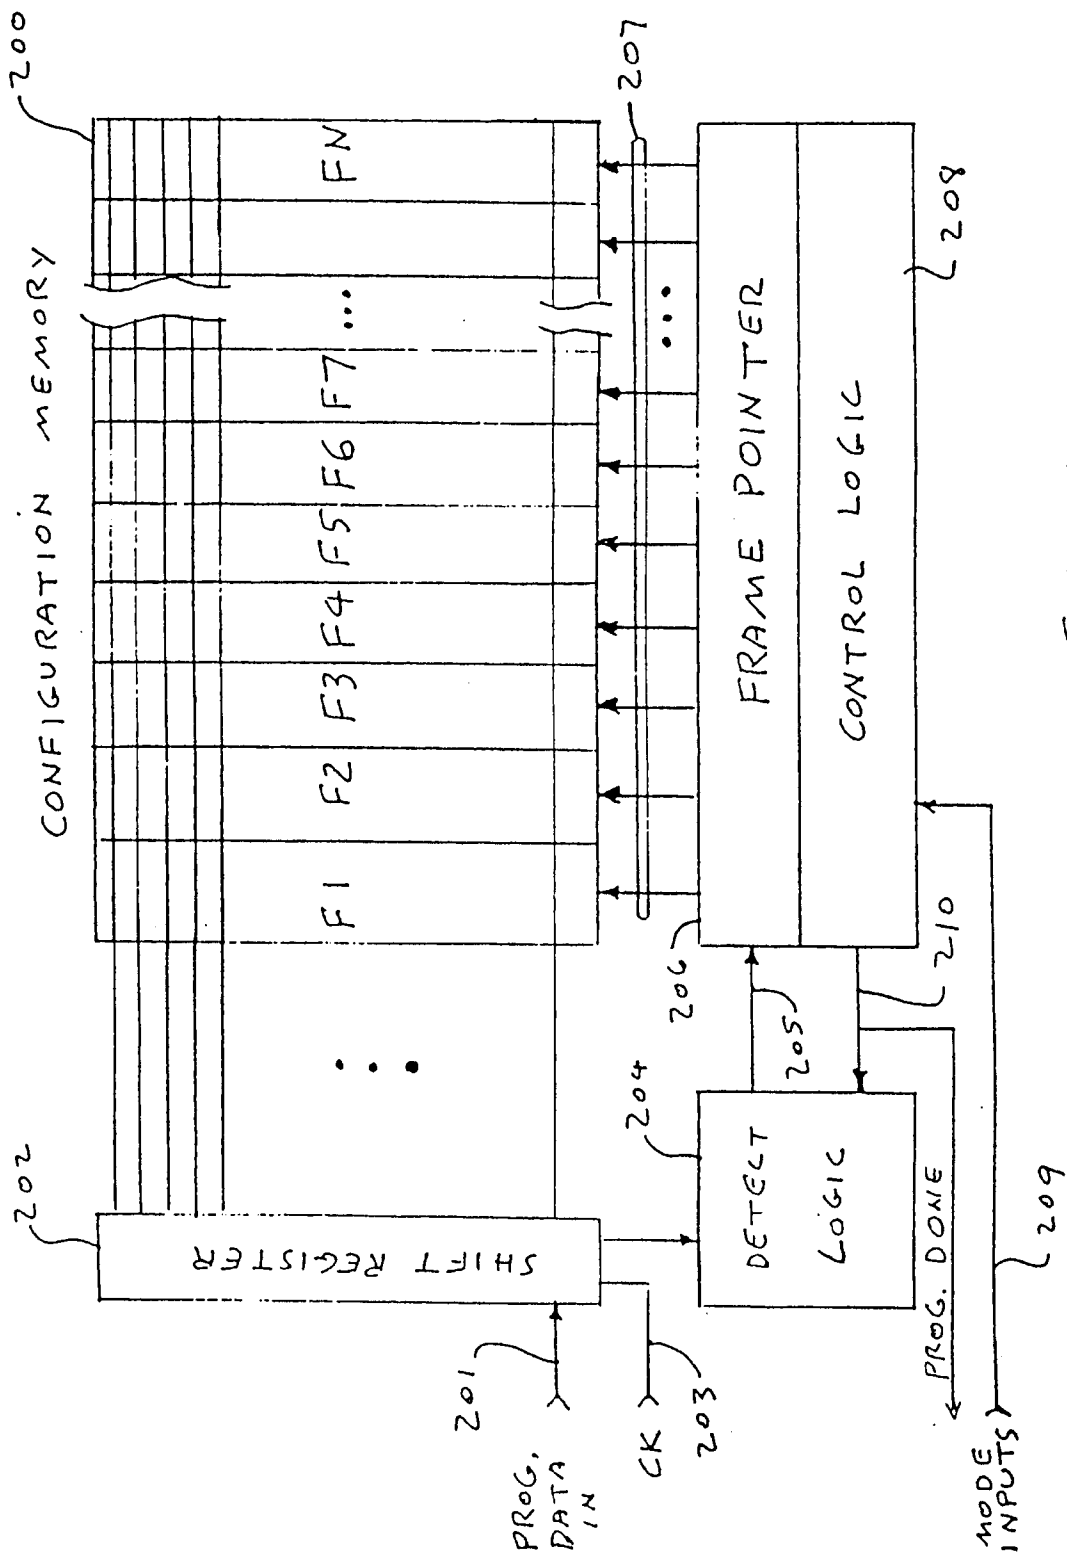 CONFIGURATION MEMORY
200
202
F1 F2 F3 F4 F5 F6 F7 ... FN
SHIFT REGISTER
PROG.
DATA
IN
201
CK
203
207
204
206
DETECT
LOGIC
205
FRAME POINTER
CONTROL LOGIC
208
210
PROG. DONE
MODE
INPUTS
209